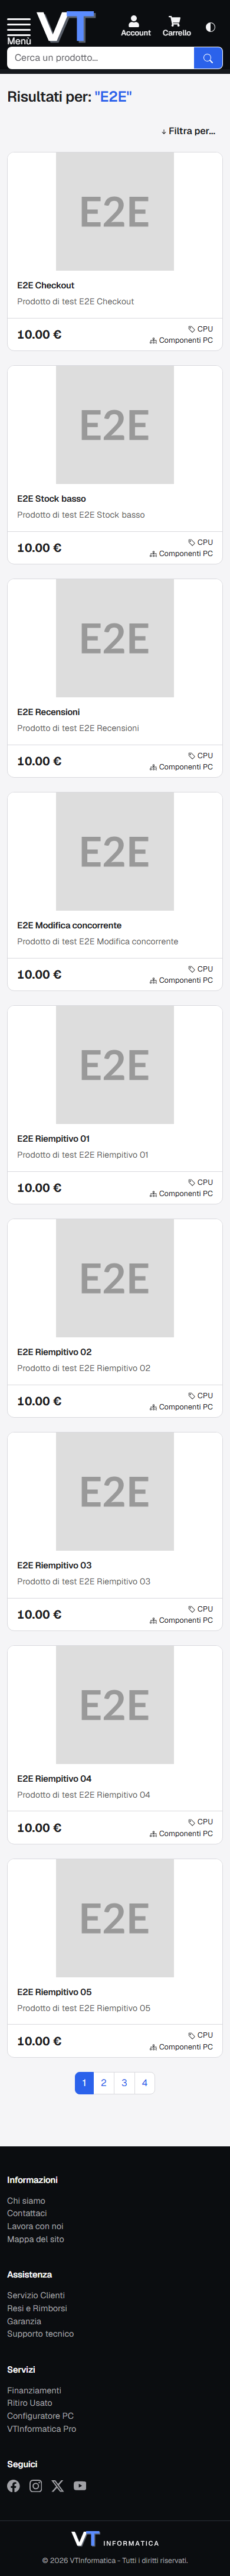 Menù
VT
Account
Carrello
Cerca un prodotto...
Risultati per: "E2E"
↓ Filtra per...
E2E
E2E Checkout
Prodotto di test E2E Checkout
10.00 €
CPU
Componenti PC
E2E
E2E Stock basso
Prodotto di test E2E Stock basso
10.00 €
CPU
Componenti PC
E2E
E2E Recensioni
Prodotto di test E2E Recensioni
10.00 €
CPU
Componenti PC
E2E
E2E Modifica concorrente
Prodotto di test E2E Modifica concorrente
10.00 €
CPU
Componenti PC
E2E
E2E Riempitivo 01
Prodotto di test E2E Riempitivo 01
10.00 €
CPU
Componenti PC
E2E
E2E Riempitivo 02
Prodotto di test E2E Riempitivo 02
10.00 €
CPU
Componenti PC
E2E
E2E Riempitivo 03
Prodotto di test E2E Riempitivo 03
10.00 €
CPU
Componenti PC
E2E
E2E Riempitivo 04
Prodotto di test E2E Riempitivo 04
10.00 €
CPU
Componenti PC
E2E
E2E Riempitivo 05
Prodotto di test E2E Riempitivo 05
10.00 €
CPU
Componenti PC
1 2 3 4
Informazioni
Chi siamo
Contattaci
Lavora con noi
Mappa del sito
Assistenza
Servizio Clienti
Resi e Rimborsi
Garanzia
Supporto tecnico
Servizi
Finanziamenti
Ritiro Usato
Configuratore PC
VTInformatica Pro
Seguici
VT INFORMATICA
© 2026 VTInformatica - Tutti i diritti riservati.